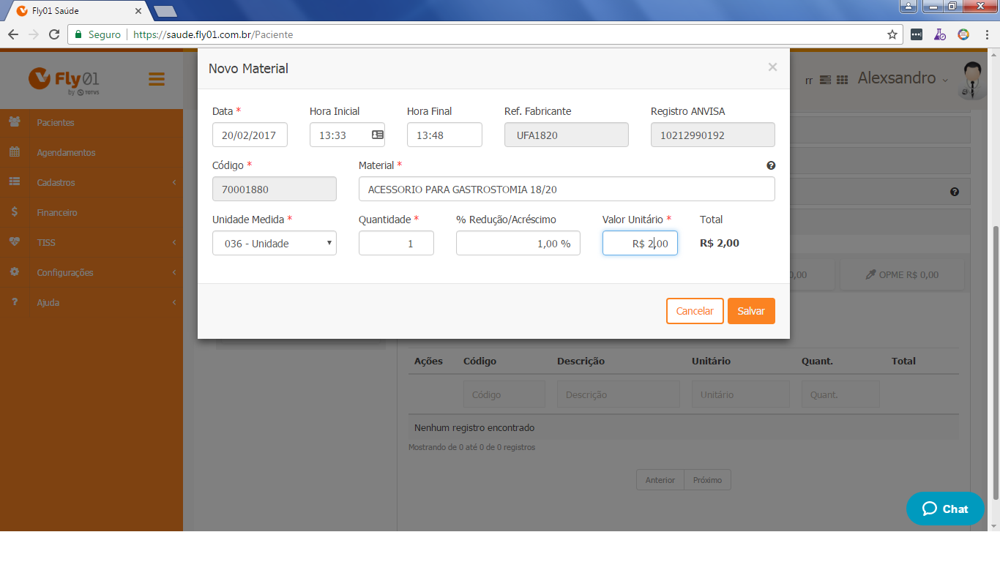 Fly01 Saúde
Seguro https://saude.fly01.com.br/Paciente
Fly01
by TOTVS
rr Alexsandro
Pacientes
Agendamentos
Cadastros
Financeiro
TISS
Configurações
Ajuda
Novo Material ×
Data * Hora Inicial Hora Final Ref. Fabricante Registro ANVISA
20/02/2017 13:33 13:48 UFA1820 10212990192
Código * Material *
70001880 ACESSORIO PARA GASTROSTOMIA 18/20
Unidade Medida * Quantidade * % Redução/Acréscimo Valor Unitário * Total
036 - Unidade 1 1,00 % R$ 2,00 R$ 2,00
Cancelar Salvar
0,00 OPME R$ 0,00
Ações Código Descrição Unitário Quant. Total
Código Descrição Unitário Quant.
Nenhum registro encontrado
Mostrando de 0 até 0 de 0 registros
Anterior Próximo
Chat